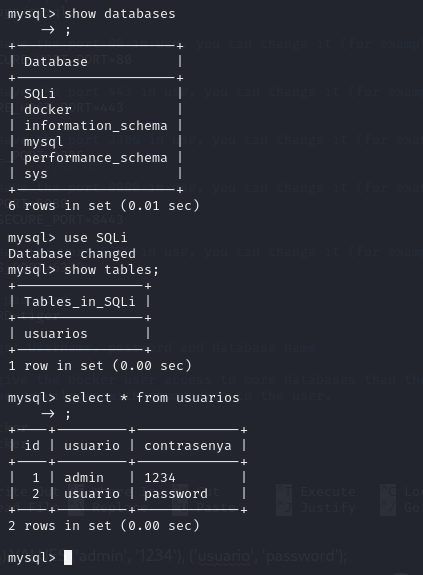 mysql> show databases
    -> ;
+--------------------+
| Database           |
+--------------------+
| SQLi               |
| docker             |
| information_schema |
| mysql              |
| performance_schema |
| sys                |
+--------------------+
6 rows in set (0.01 sec)
mysql> use SQLi
Database changed
mysql> show tables;
+----------------+
| Tables_in_SQLi |
+----------------+
| usuarios       |
+----------------+
1 row in set (0.00 sec)
mysql> select * from usuarios
    -> ;
+----+---------+-------------+
| id | usuario | contrasenya |
+----+---------+-------------+
|  1 | admin   | 1234        |
|  2 | usuario | password    |
+----+---------+-------------+
2 rows in set (0.00 sec)
mysql>